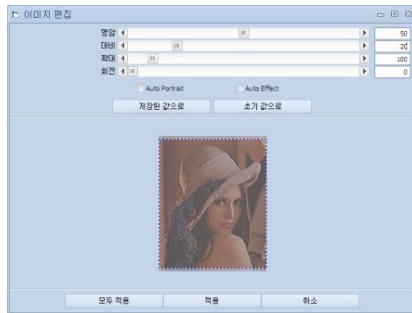 이미지 편집
명암 50
대비 20
확대 100
회전 0
Auto Portrait Auto Effect
저장된 값으로 초기 값으로
모두 적용 적용 취소